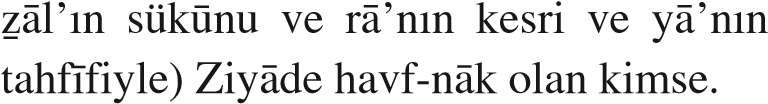 ẕāl’ın sükūnu ve rā’nın kesri ve yā’nın
tahfīfiyle) Ziyāde havf-nāk olan kimse.